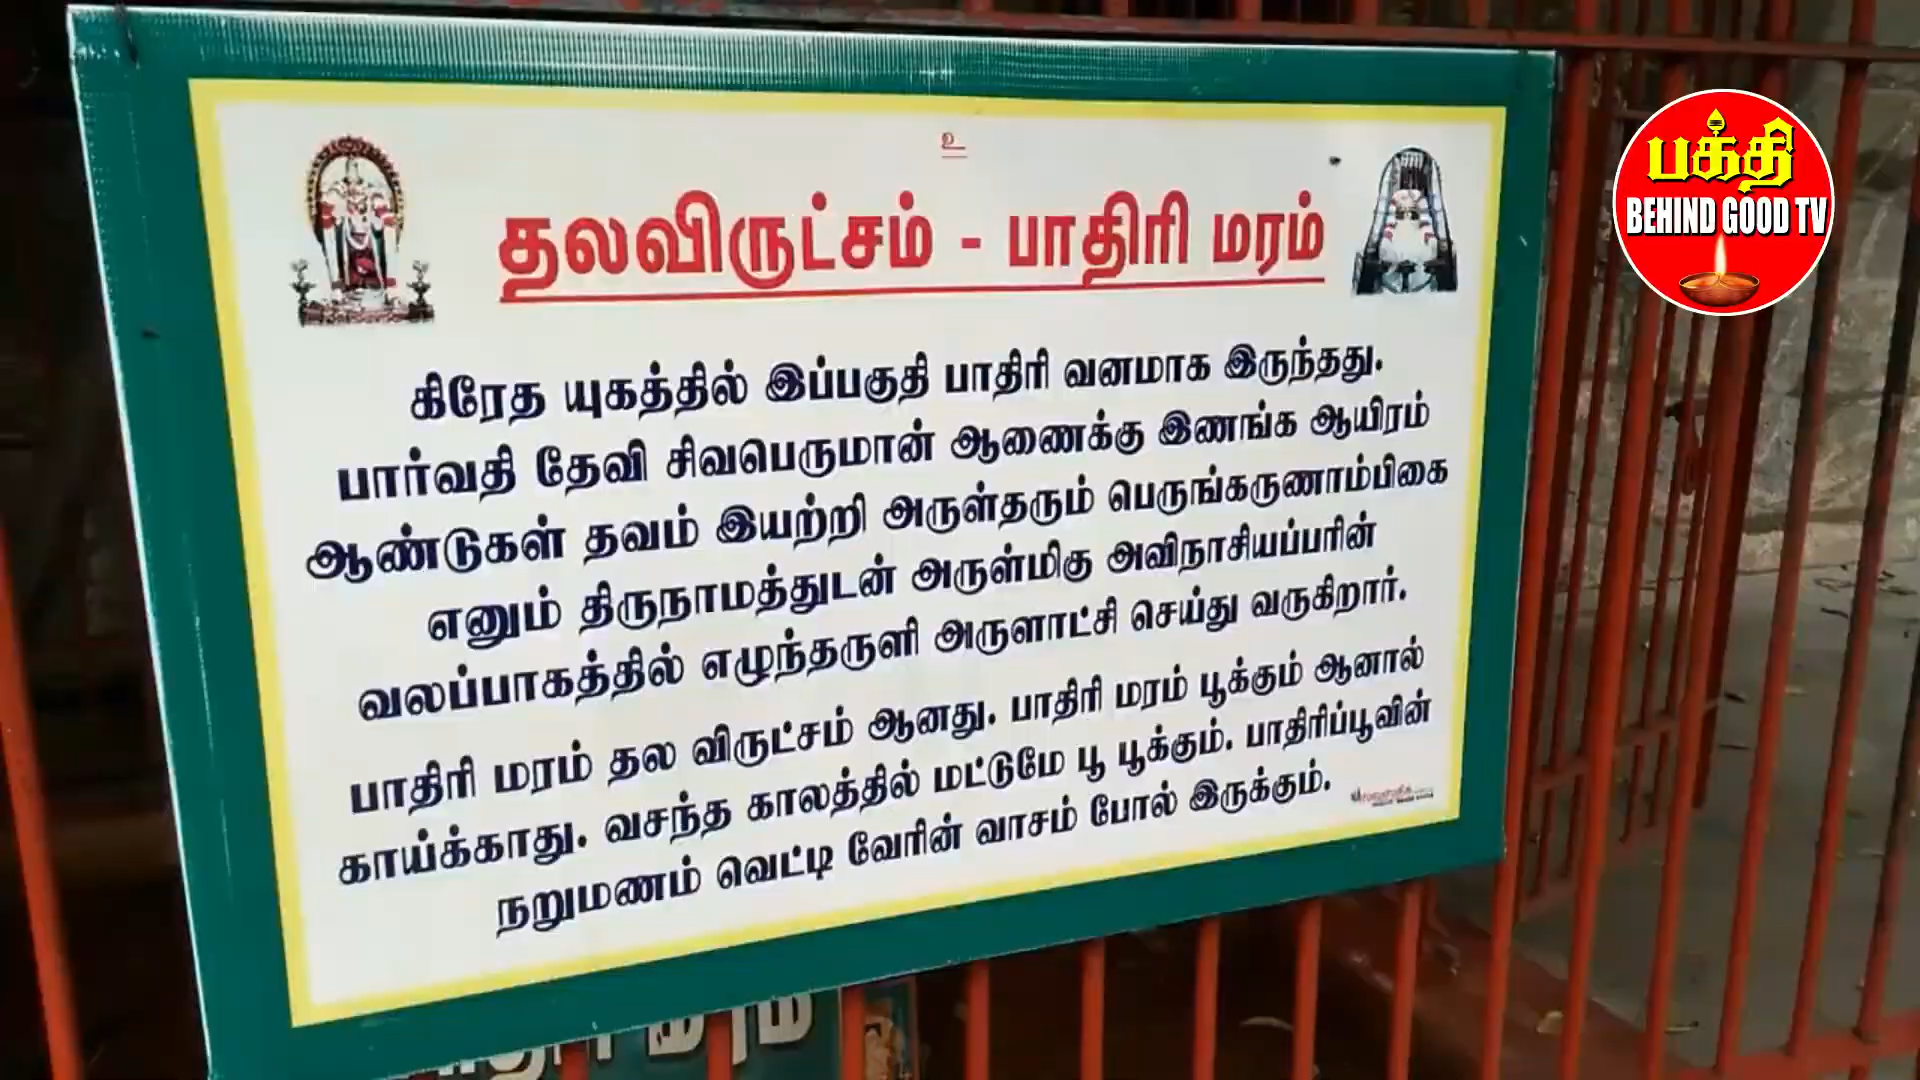 உ
தலவிருட்சம் - பாதிரி மரம்
கிரேத யுகத்தில் இப்பகுதி பாதிரி வனமாக இருந்தது.
பார்வதி தேவி சிவபெருமான் ஆணைக்கு இணங்க ஆயிரம்
ஆண்டுகள் தவம் இயற்றி அருள்தரும் பெருங்கருணாம்பிகை
எனும் திருநாமத்துடன் அருள்மிகு அவிநாசியப்பரின்
வலப்பாகத்தில் எழுந்தருளி அருளாட்சி செய்து வருகிறார்.
பாதிரி மரம் தல விருட்சம் ஆனது. பாதிரி மரம் பூக்கும் ஆனால்
காய்க்காது. வசந்த காலத்தில் மட்டுமே பூ பூக்கும். பாதிரிப்பூவின்
நறுமணம் வெட்டி வேரின் வாசம் போல் இருக்கும்.
பக்தி
BEHIND GOOD TV